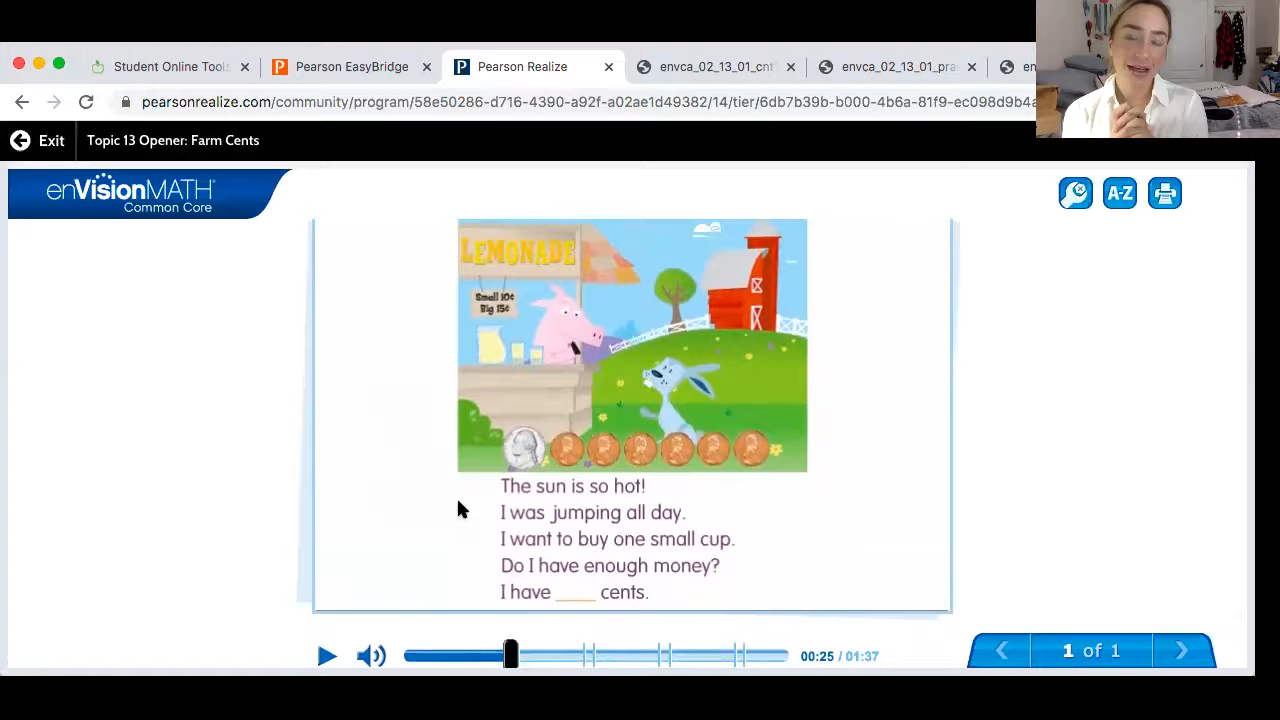 Student Online Tools
Pearson EasyBridge
Pearson Realize
envca_02_13_01_cnt
envca_02_13_01_pra
en
pearsonrealize.com/community/program/58e50286-d716-4390-a92f-a02ae1d49382/14/tier/6db7b39b-b000-4b6a-81f9-ec098d9b4a
Exit
Topic 13 Opener: Farm Cents
enVisionMATH
Common Core
A-Z
LEMONADE
Small 10¢
Big 15¢
The sun is so hot!
I was jumping all day.
I want to buy one small cup.
Do I have enough money?
I have ____ cents.
00:25 / 01:37
1 of 1